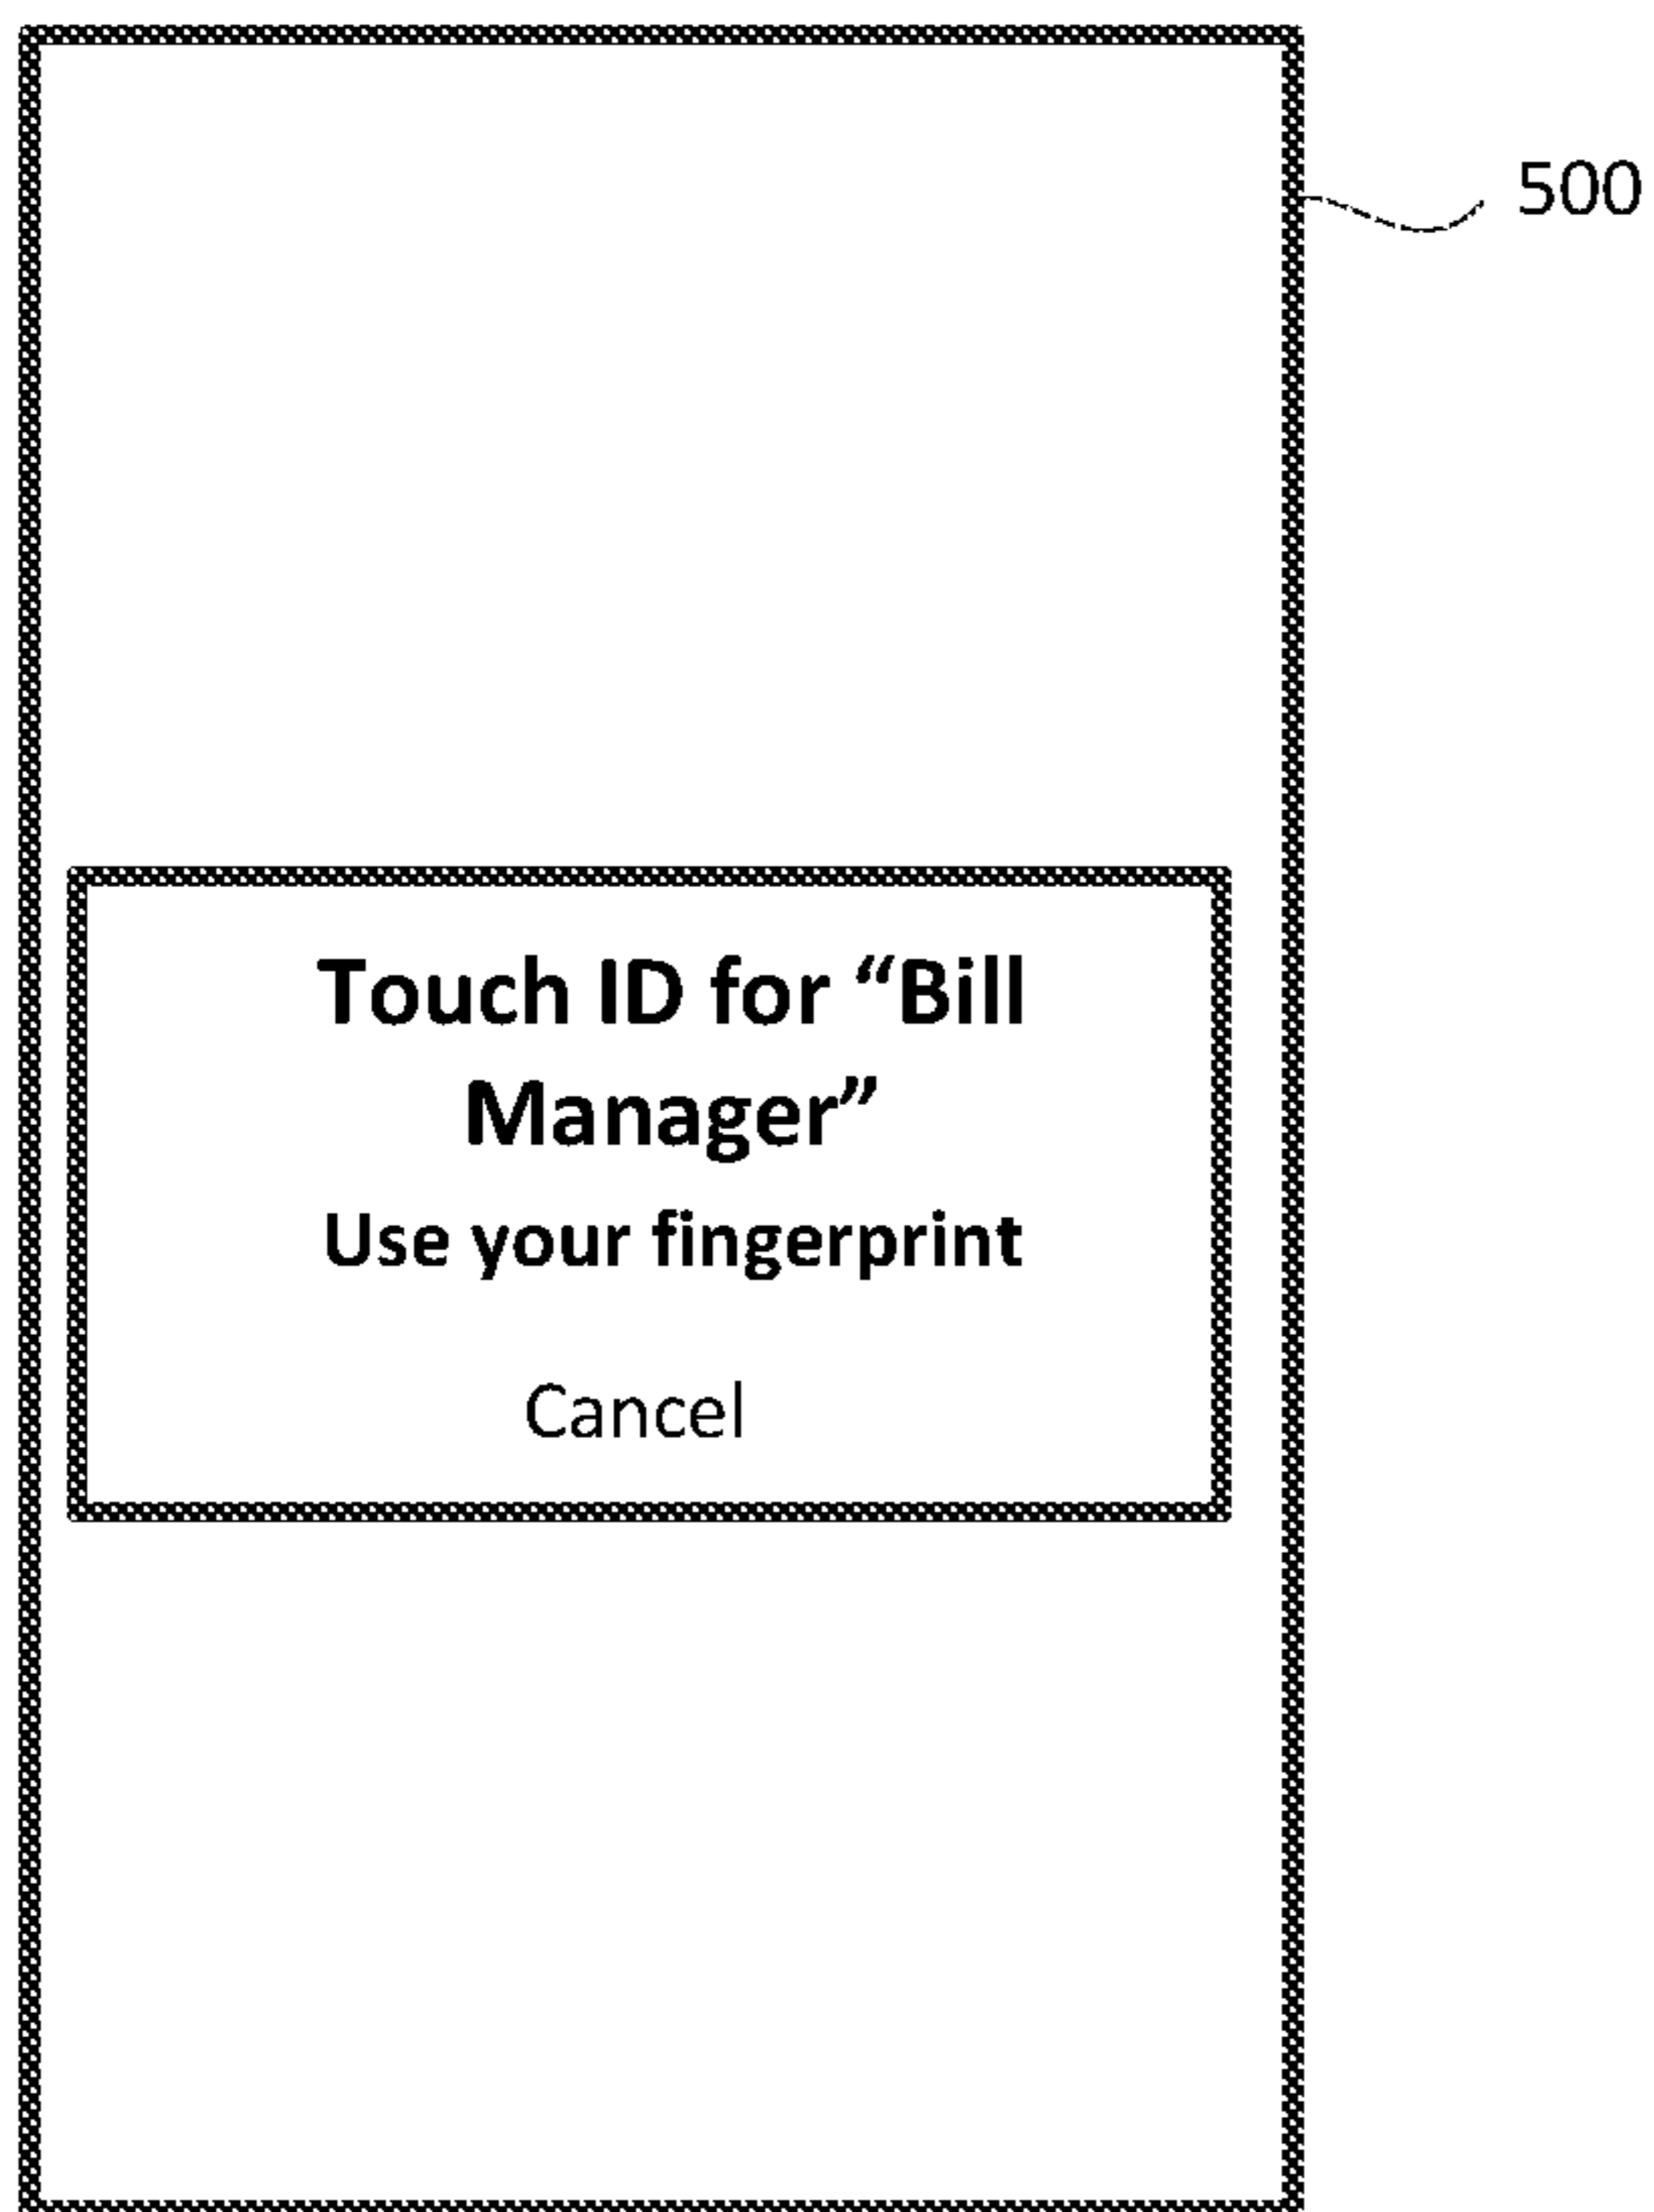 500
Touch ID for “Bill
Manager”
Use your fingerprint
Cancel